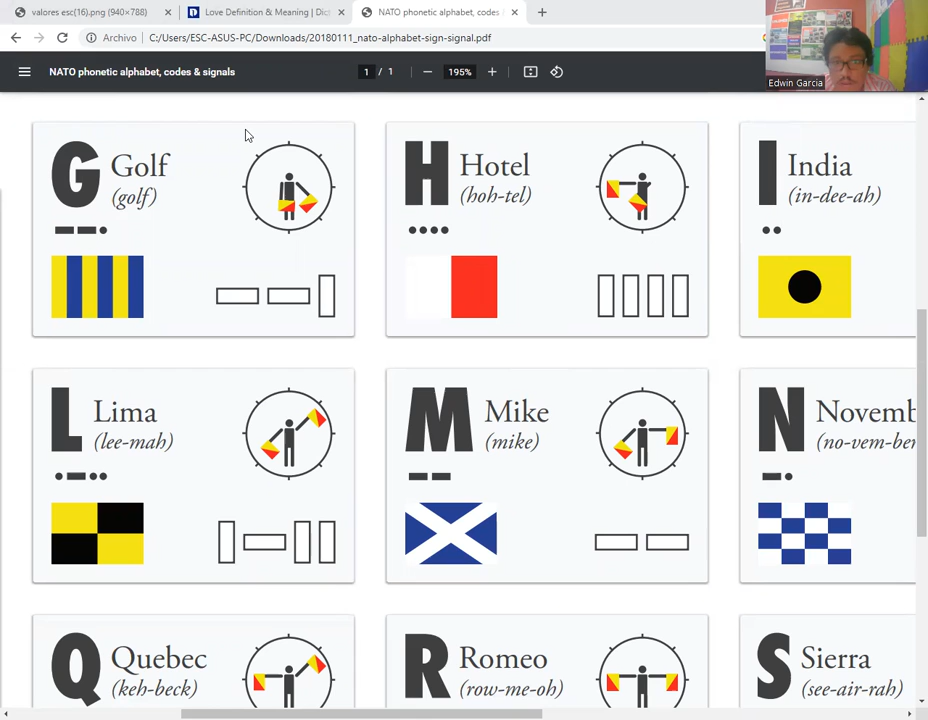 valores esc(16).png (940×788)
Love Definition & Meaning | Dict
NATO phonetic alphabet, codes &
Archivo
C:/Users/ESC-ASUS-PC/Downloads/20180111_nato-alphabet-sign-signal.pdf
NATO phonetic alphabet, codes & signals
1 / 1
195%
Edwin Garcia
G Golf
(golf)
H Hotel
(hoh-tel)
I India
(in-dee-ah)
L Lima
(lee-mah)
M Mike
(mike)
N Novemb
(no-vem-ber
Q Quebec
(keh-beck)
R Romeo
(row-me-oh)
S Sierra
(see-air-rah)